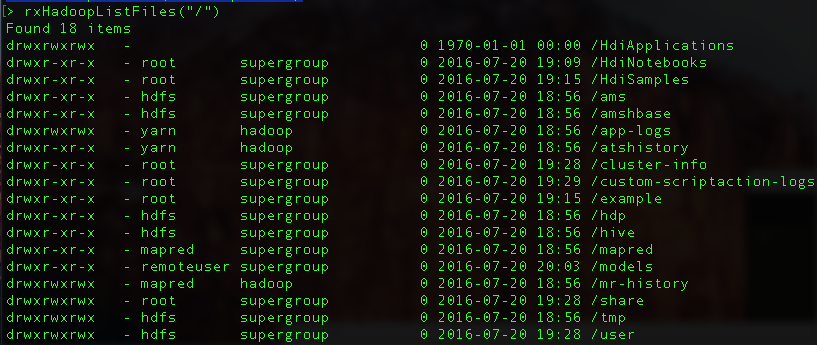 [> rxHadoopListFiles("/")
Found 18 items
drwxrwxrwx   -                                     0 1970-01-01 00:00 /HdiApplications
drwxr-xr-x   - root       supergroup               0 2016-07-20 19:09 /HdiNotebooks
drwxr-xr-x   - root       supergroup               0 2016-07-20 19:15 /HdiSamples
drwxr-xr-x   - hdfs       supergroup               0 2016-07-20 18:56 /ams
drwxr-xr-x   - hdfs       supergroup               0 2016-07-20 18:56 /amshbase
drwxrwxrwx   - yarn       hadoop                   0 2016-07-20 18:56 /app-logs
drwxr-xr-x   - yarn       hadoop                   0 2016-07-20 18:56 /atshistory
drwxr-xr-x   - root       supergroup               0 2016-07-20 19:28 /cluster-info
drwxr-xr-x   - root       supergroup               0 2016-07-20 19:29 /custom-scriptaction-logs
drwxr-xr-x   - root       supergroup               0 2016-07-20 19:15 /example
drwxr-xr-x   - hdfs       supergroup               0 2016-07-20 18:56 /hdp
drwxr-xr-x   - hdfs       supergroup               0 2016-07-20 18:56 /hive
drwxr-xr-x   - mapred     supergroup               0 2016-07-20 18:56 /mapred
drwxr-xr-x   - remoteuser supergroup               0 2016-07-20 20:03 /models
drwxrwxrwx   - mapred     hadoop                   0 2016-07-20 18:56 /mr-history
drwxr-xr-x   - root       supergroup               0 2016-07-20 19:28 /share
drwxrwxrwx   - hdfs       supergroup               0 2016-07-20 18:56 /tmp
drwxr-xr-x   - hdfs       supergroup               0 2016-07-20 19:28 /user